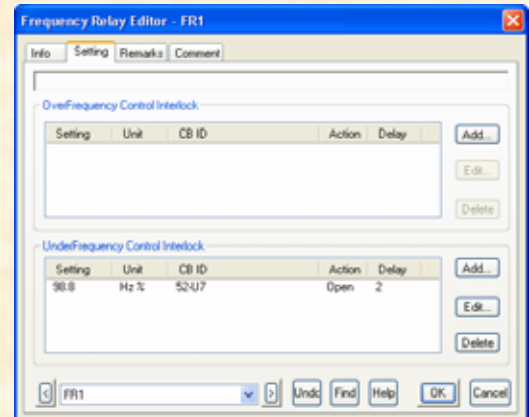 Frequency Relay Editor - FR1
Info Setting Remarks Comment
OverFrequency Control Interlock
Setting Unit CB ID Action Delay
Add...
Edit...
Delete
UnderFrequency Control Interlock
Setting Unit CB ID Action Delay
98.8 Hz % 52-U7 Open 2
Add...
Edit...
Delete
< FR1 > Undo Find Help OK Cancel